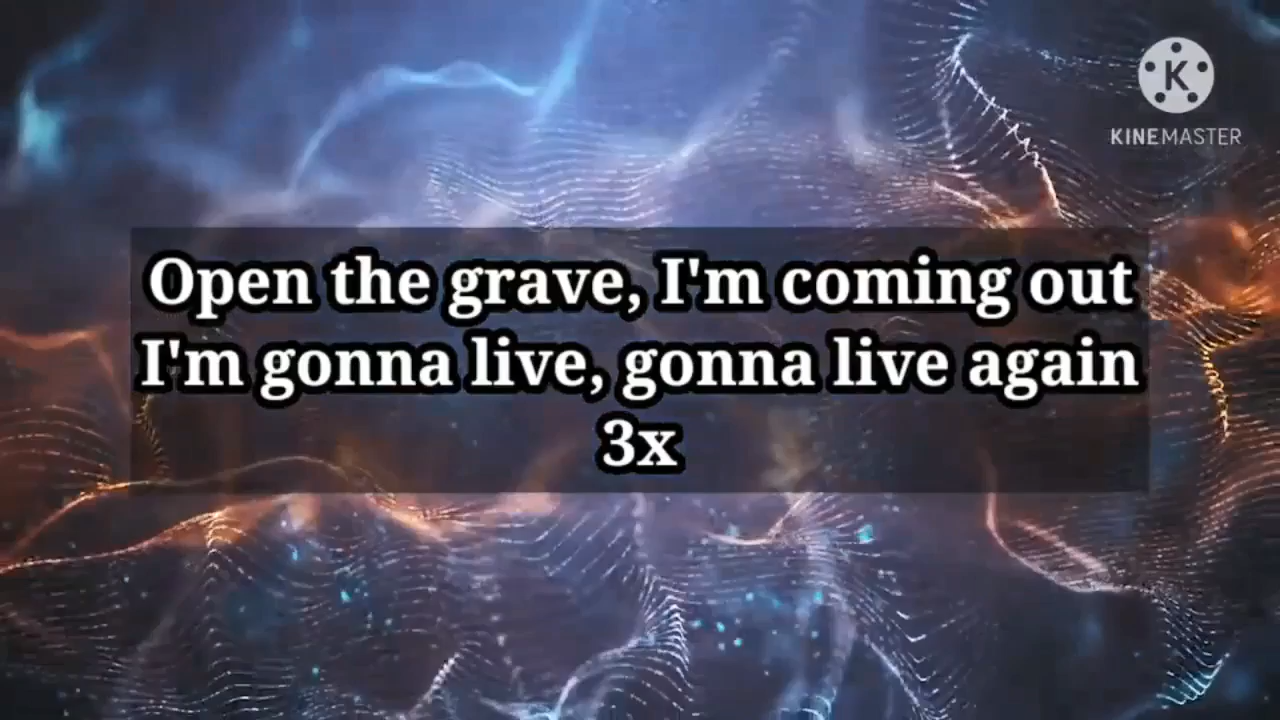 K
KINEMASTER
Open the grave, I'm coming out
I'm gonna live, gonna live again
3x